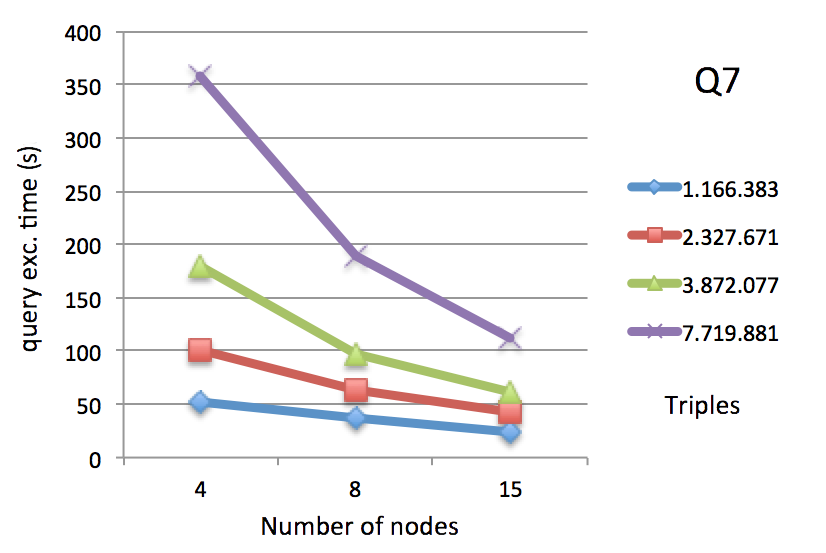 400
350
300
250
200
150
100
50
0
query exc. time (s)
4 8 15
Number of nodes
Q7
1.166.383
2.327.671
3.872.077
7.719.881
Triples